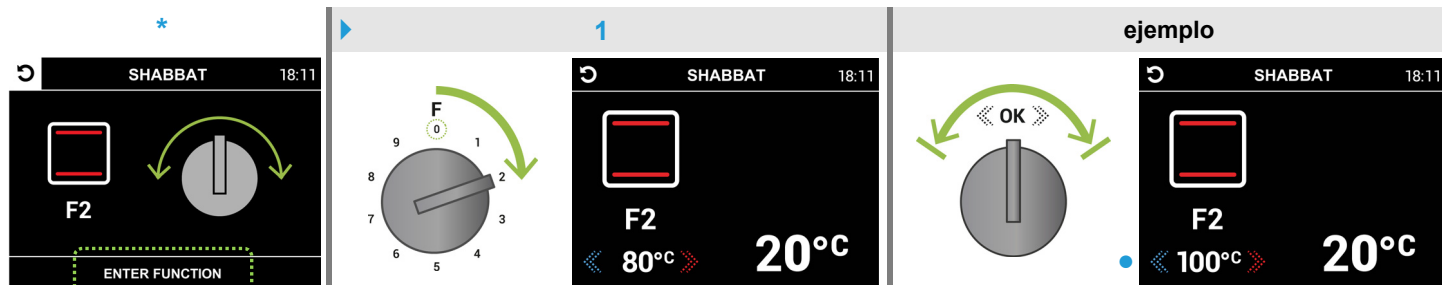 *
SHABBAT 18:11
F2
ENTER FUNCTION
1
F
0
1
2
3
4
5
6
7
8
9
SHABBAT 18:11
F2
80°C
20°C
ejemplo
OK
SHABBAT 18:11
F2
100°C
20°C